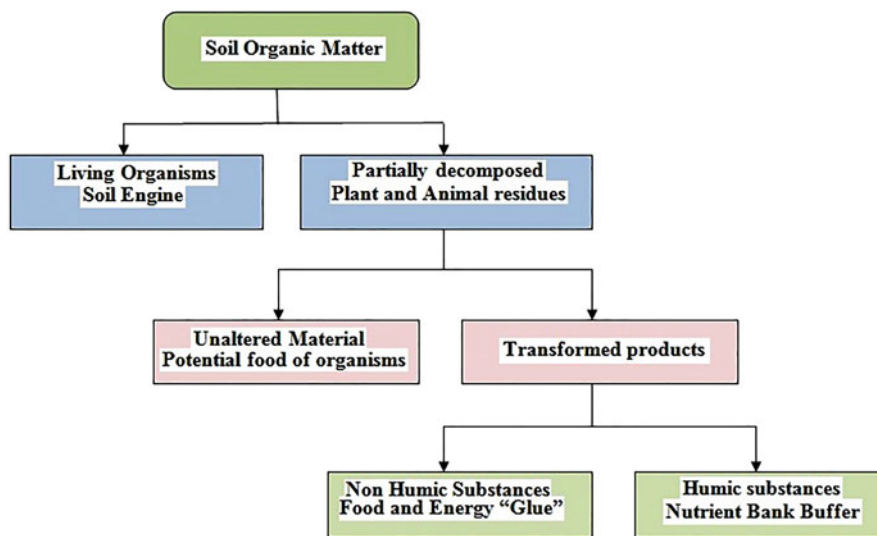 Soil Organic Matter
Living Organisms
Soil Engine
Partially decomposed
Plant and Animal residues
Unaltered Material
Potential food of organisms
Transformed products
Non Humic Substances
Food and Energy “Glue”
Humic substances
Nutrient Bank Buffer